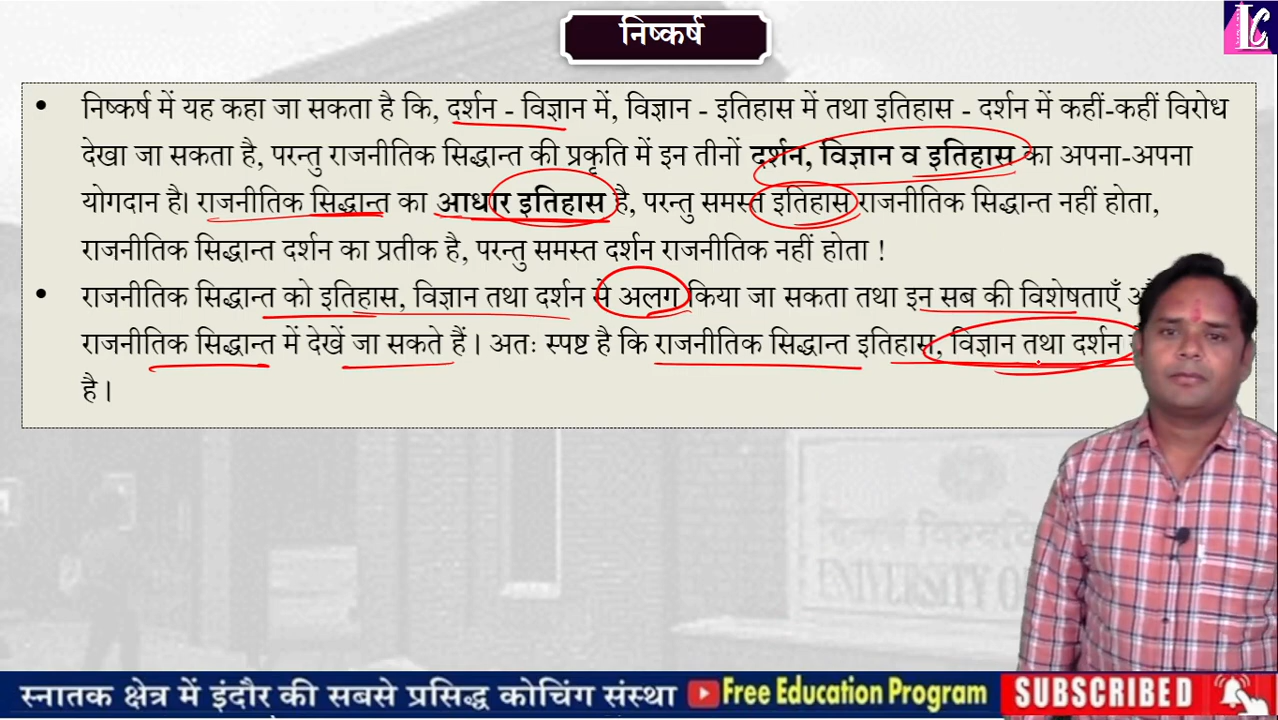 निष्कर्ष
LC
• निष्कर्ष में यह कहा जा सकता है कि, दर्शन - विज्ञान में, विज्ञान - इतिहास में तथा इतिहास - दर्शन में कहीं-कहीं विरोध
देखा जा सकता है, परन्तु राजनीतिक सिद्धान्त की प्रकृति में इन तीनों दर्शन, विज्ञान व इतिहास का अपना-अपना
योगदान है। राजनीतिक सिद्धान्त का आधार इतिहास है, परन्तु समस्त इतिहास राजनीतिक सिद्धान्त नहीं होता,
राजनीतिक सिद्धान्त दर्शन का प्रतीक है, परन्तु समस्त दर्शन राजनीतिक नहीं होता !
• राजनीतिक सिद्धान्त को इतिहास, विज्ञान तथा दर्शन से अलग किया जा सकता तथा इन सब की विशेषताएँ
राजनीतिक सिद्धान्त में देखें जा सकते हैं। अतः स्पष्ट है कि राजनीतिक सिद्धान्त इतिहास, विज्ञान तथा दर्शन
है।
UNIVERSITY OF
स्नातक क्षेत्र में इंदौर की सबसे प्रसिद्ध कोचिंग संस्था Free Education Program SUBSCRIBED